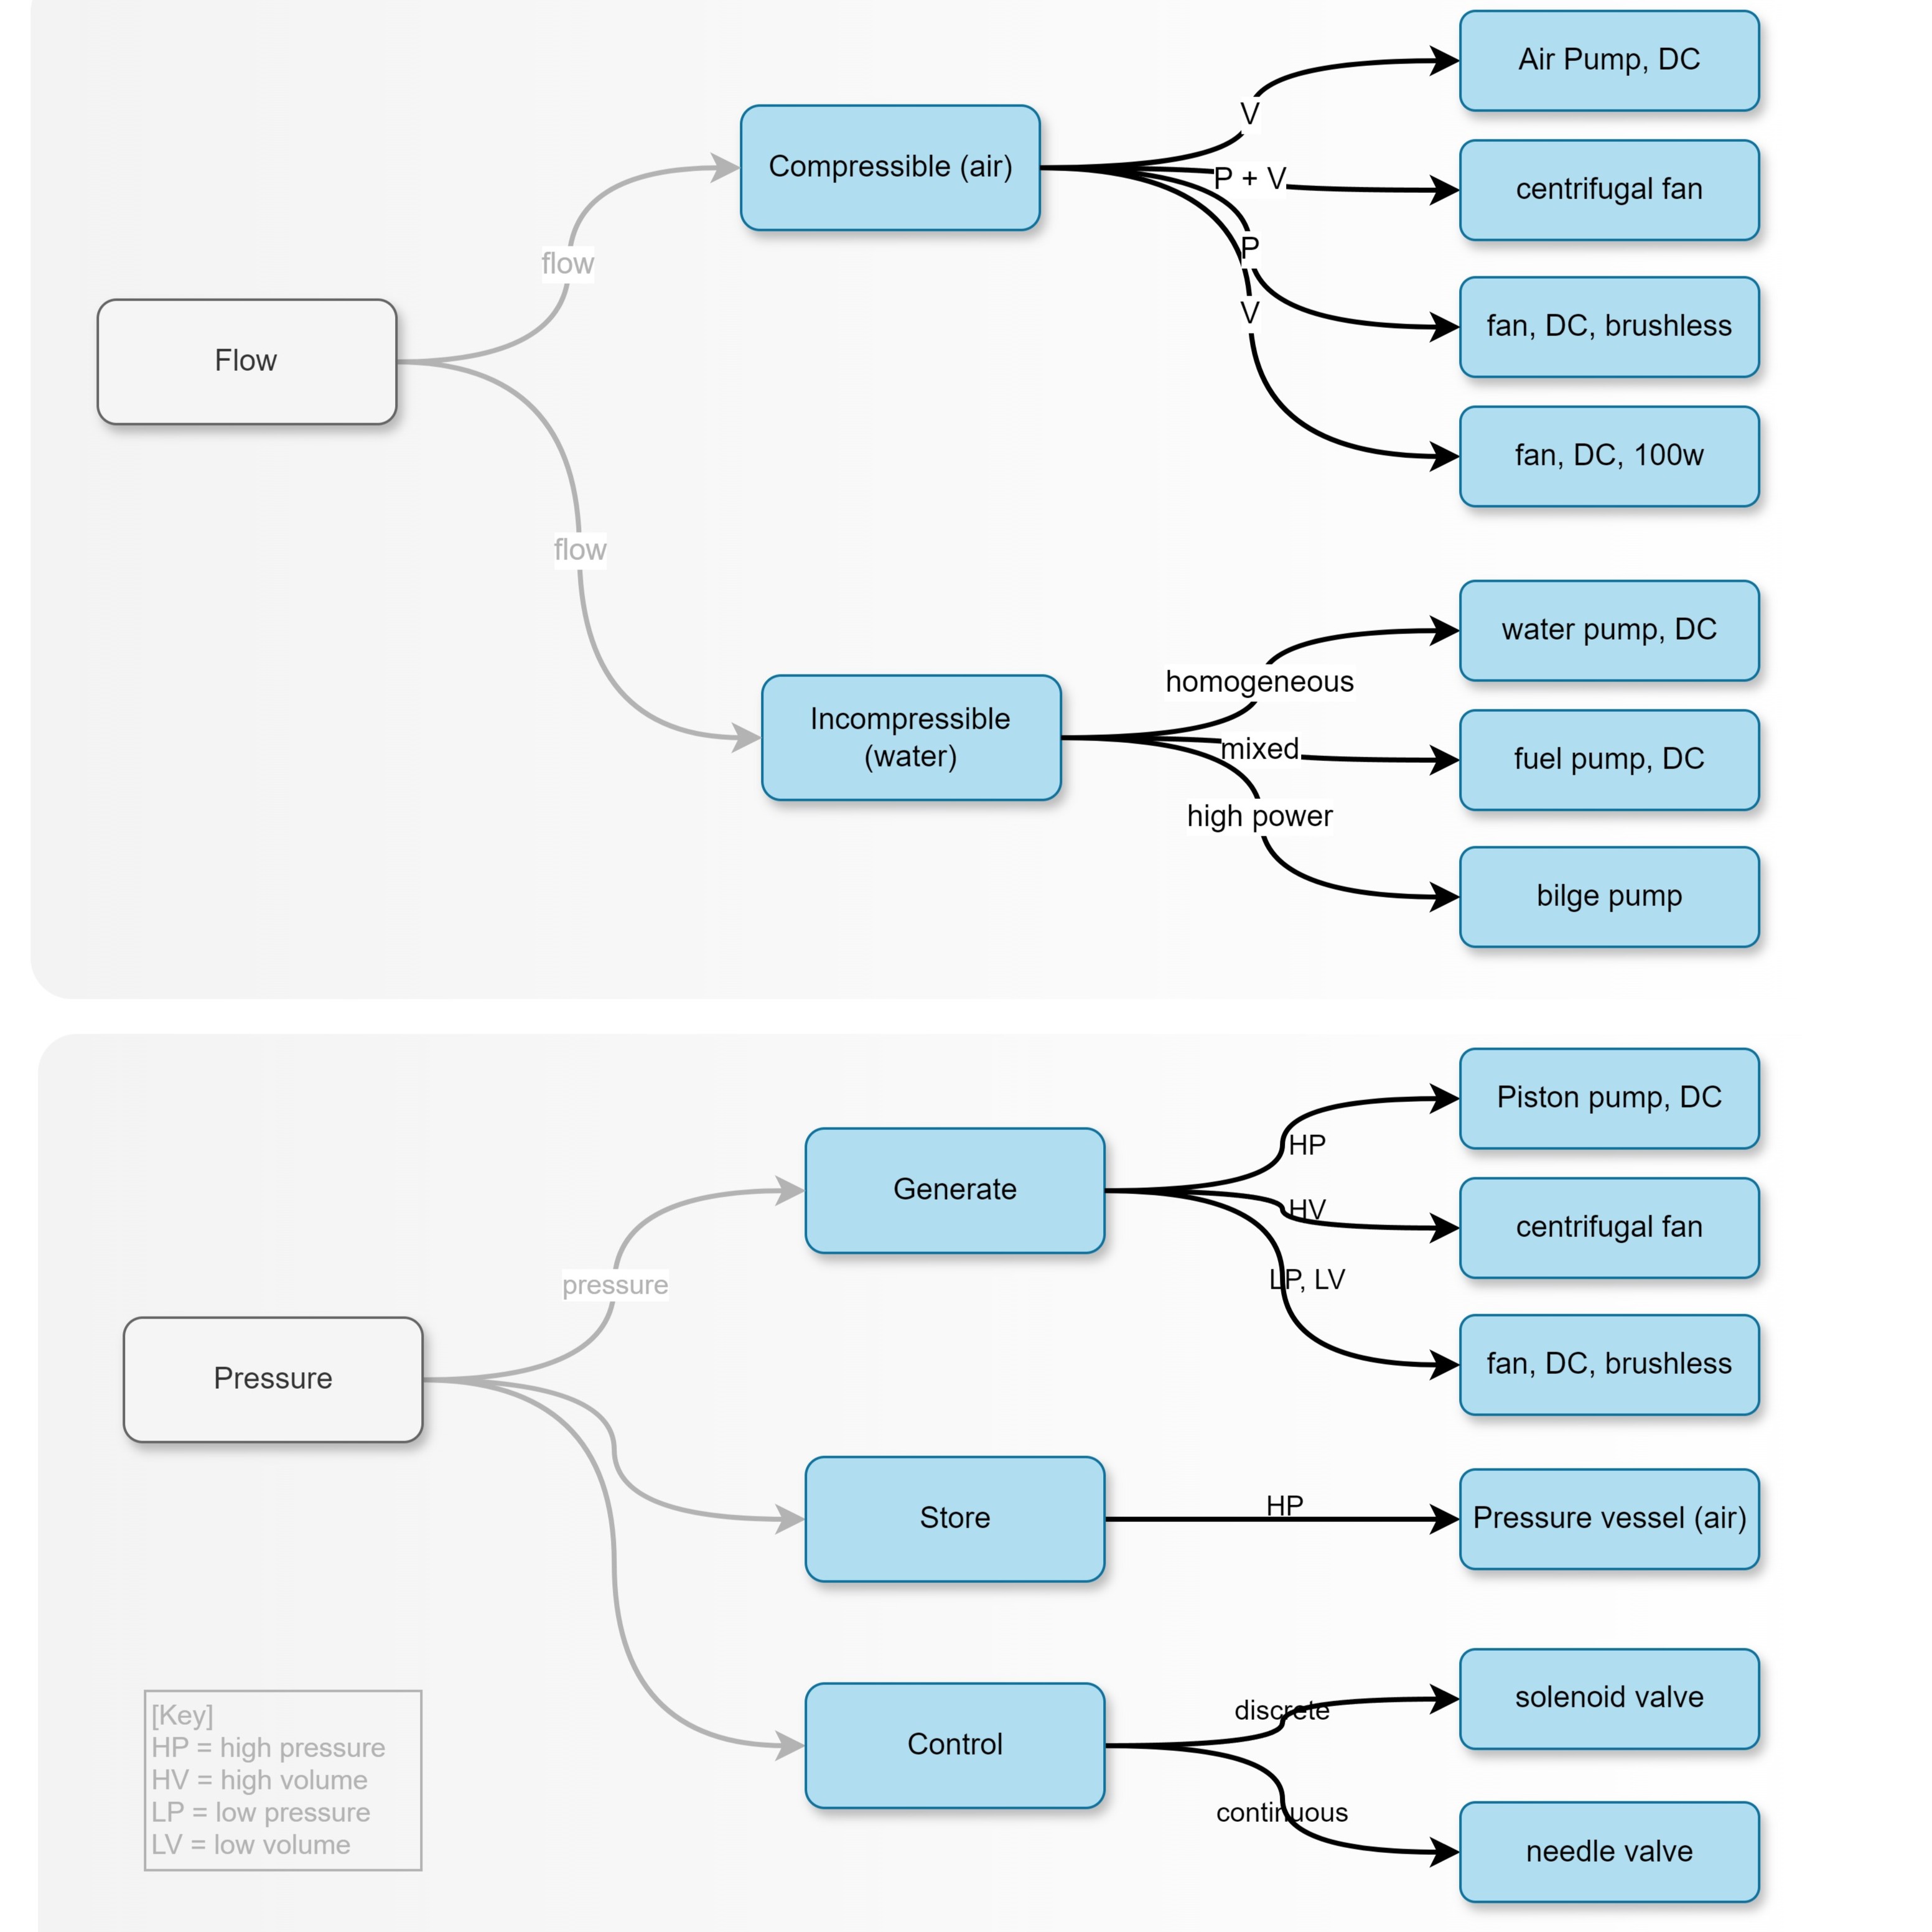 Air Pump, DC
V
Compressible (air)
P + V
centrifugal fan
P
flow
V
fan, DC, brushless
Flow
fan, DC, 100w
flow
water pump, DC
homogeneous
Incompressible
(water)
mixed
fuel pump, DC
high power
bilge pump
Piston pump, DC
HP
Generate
HV
centrifugal fan
pressure
LP, LV
fan, DC, brushless
Pressure
Store
HP
Pressure vessel (air)
discrete
solenoid valve
Control
continuous
needle valve
[Key]
HP = high pressure
HV = high volume
LP = low pressure
LV = low volume